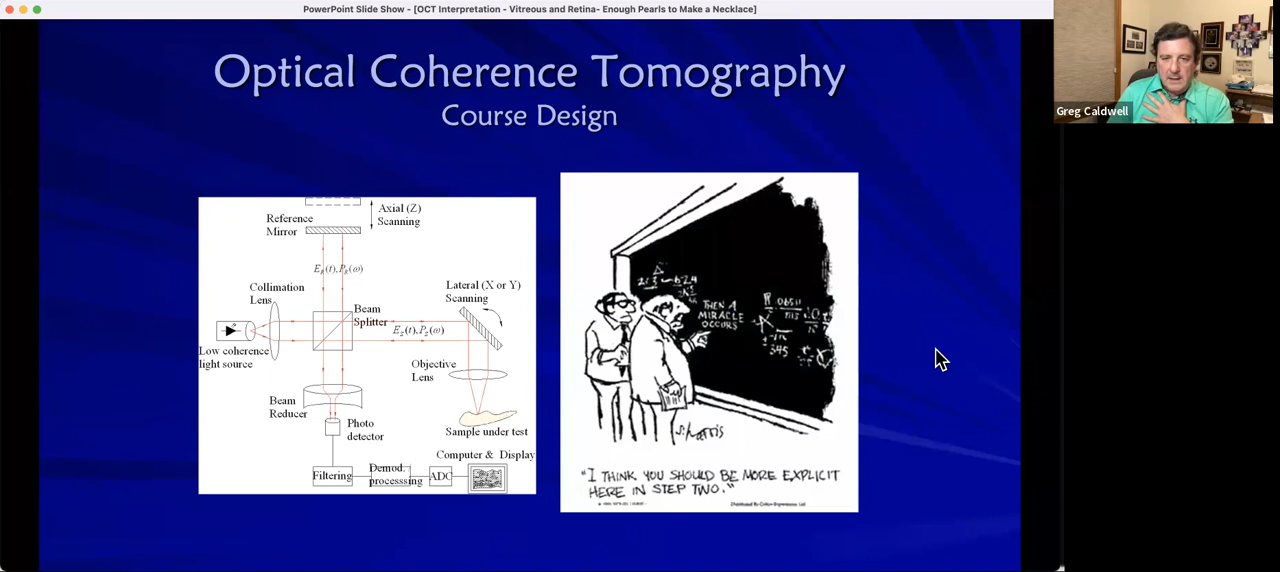 PowerPoint Slide Show - [OCT Interpretation - Vitreous and Retina- Enough Pearls to Make a Necklace]
Greg Caldwell
Optical Coherence Tomography
Course Design
Axial (Z)
Scanning
Reference
Mirror
Collimation
Lens
Lateral (X or Y)
Scanning
Beam
Splitter
Low coherence
light source
Objective
Lens
Beam
Reducer
Photo
detector
Sample under test
Computer & Display
Filtering
Demod.
processsing
ADC
THEN A
MIRACLE
OCCURS
S. Harris
"I THINK YOU SHOULD BE MORE EXPLICIT
HERE IN STEP TWO."